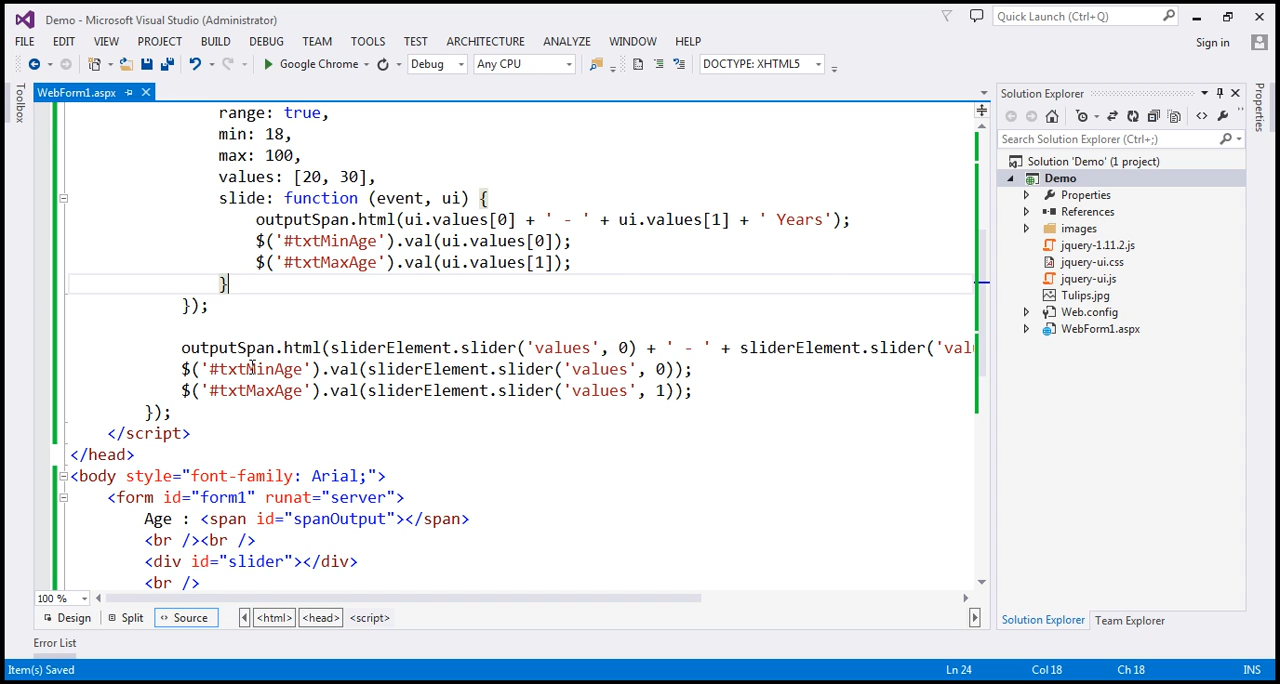 Demo - Microsoft Visual Studio (Administrator)
Quick Launch (Ctrl+Q)
FILE EDIT VIEW PROJECT BUILD DEBUG TEAM TOOLS TEST ARCHITECTURE ANALYZE WINDOW HELP
Sign in
Google Chrome Debug Any CPU DOCTYPE: XHTML5
Toolbox
WebForm1.aspx
range: true,
min: 18,
max: 100,
values: [20, 30],
slide: function (event, ui) {
outputSpan.html(ui.values[0] + ' - ' + ui.values[1] + ' Years');
$('#txtMinAge').val(ui.values[0]);
$('#txtMaxAge').val(ui.values[1]);
}
});
outputSpan.html(sliderElement.slider('values', 0) + ' - ' + sliderElement.slider('val
$('#txtMinAge').val(sliderElement.slider('values', 0));
$('#txtMaxAge').val(sliderElement.slider('values', 1));
});
</script>
</head>
<body style="font-family: Arial;">
<form id="form1" runat="server">
Age : <span id="spanOutput"></span>
<br /><br />
<div id="slider"></div>
<br />
100 %
Design Split Source <html> <head> <script>
Error List
Solution Explorer
Search Solution Explorer (Ctrl+;)
Solution 'Demo' (1 project)
Demo
Properties
References
images
jquery-1.11.2.js
jquery-ui.css
jquery-ui.js
Tulips.jpg
Web.config
WebForm1.aspx
Solution Explorer Team Explorer
Properties
Item(s) Saved Ln 24 Col 18 Ch 18 INS